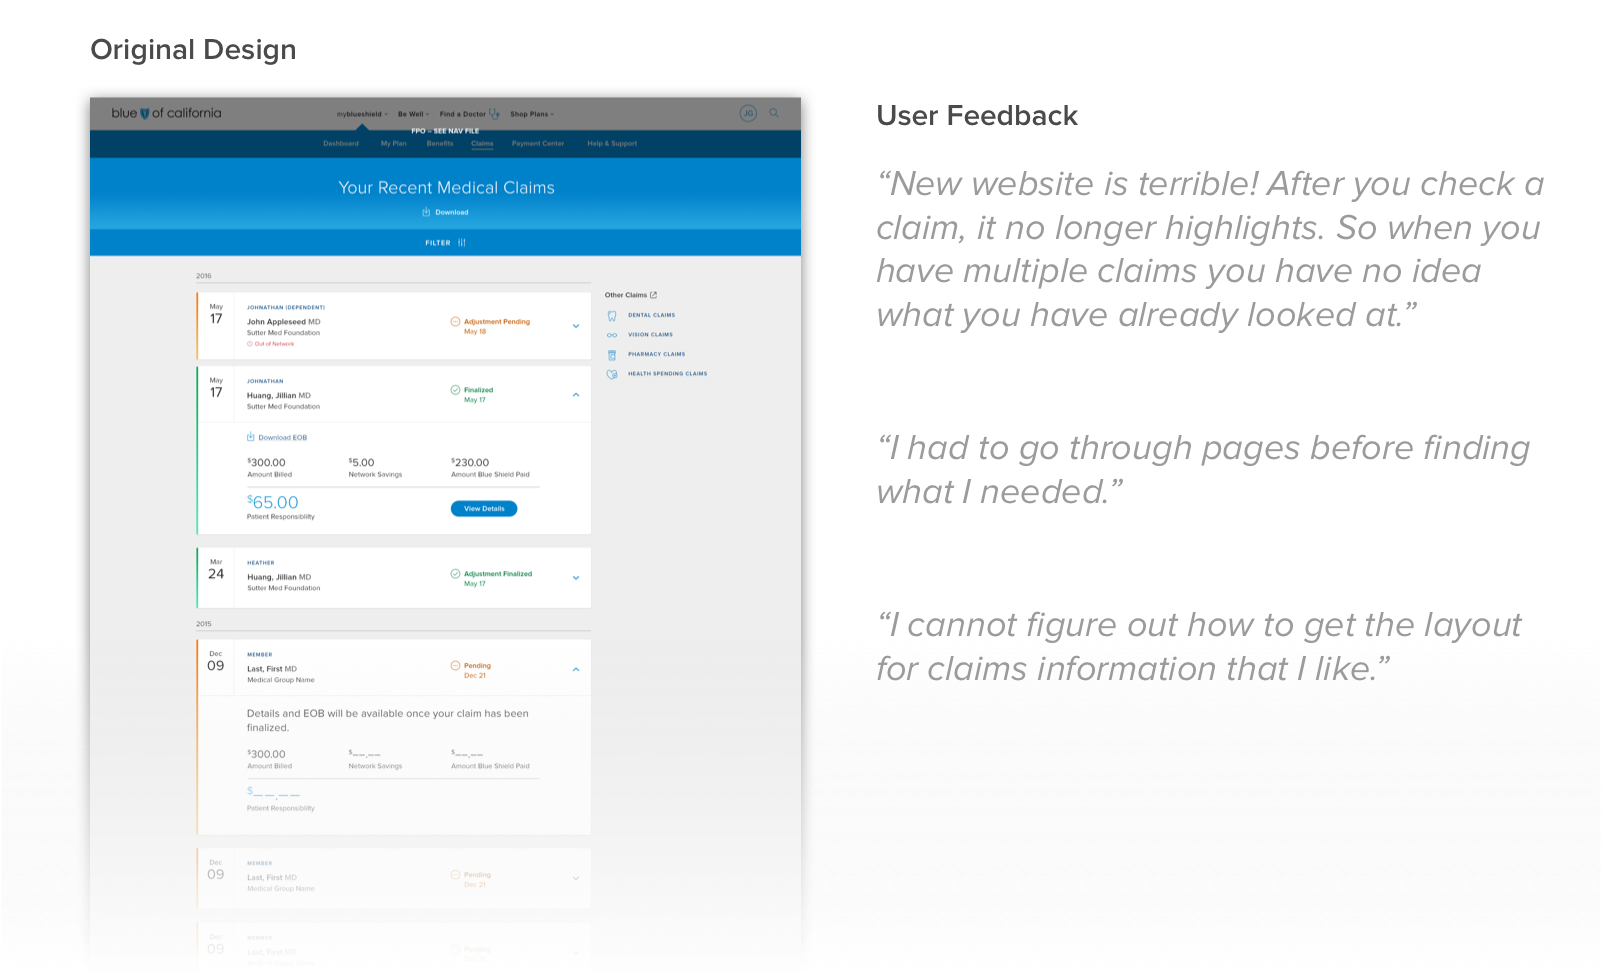 Original Design
blue of california
myblueshield
Be Well
Find a Doctor
Shop Plans
JG
FPO – SEE NAV FILE
Dashboard
My Plan
Benefits
Claims
Payment Center
Help & Support
Your Recent Medical Claims
Download
FILTER
2016
May
17
JOHNATHAN (DEPENDENT)
John Appleseed MD
Sutter Med Foundation
Out of Network
Adjustment Pending
May 18
May
17
JOHNATHAN
Huang, Jillian MD
Sutter Med Foundation
Finalized
May 17
Download EOB
$300.00
Amount Billed
$5.00
Network Savings
$230.00
Amount Blue Shield Paid
$65.00
Patient Responsibility
View Details
Mar
24
HEATHER
Huang, Jillian MD
Sutter Med Foundation
Adjustment Finalized
May 17
2015
Dec
09
MEMBER
Last, First MD
Medical Group Name
Pending
Dec 21
Details and EOB will be available once your claim has been
finalized.
$300.00
Amount Billed
$__.__
Network Savings
$__.__
Amount Blue Shield Paid
$__.__
Patient Responsibility
Dec
09
MEMBER
Last, First MD
Medical Group Name
Pending
Dec 21
Dec
09
MEMBER
Last, First MD
Medical Group Name
Pending
Dec 21
Other Claims
DENTAL CLAIMS
VISION CLAIMS
PHARMACY CLAIMS
HEALTH SPENDING CLAIMS
User Feedback
“New website is terrible! After you check a
claim, it no longer highlights. So when you
have multiple claims you have no idea
what you have already looked at.”
“I had to go through pages before finding
what I needed.”
“I cannot figure out how to get the layout
for claims information that I like.”